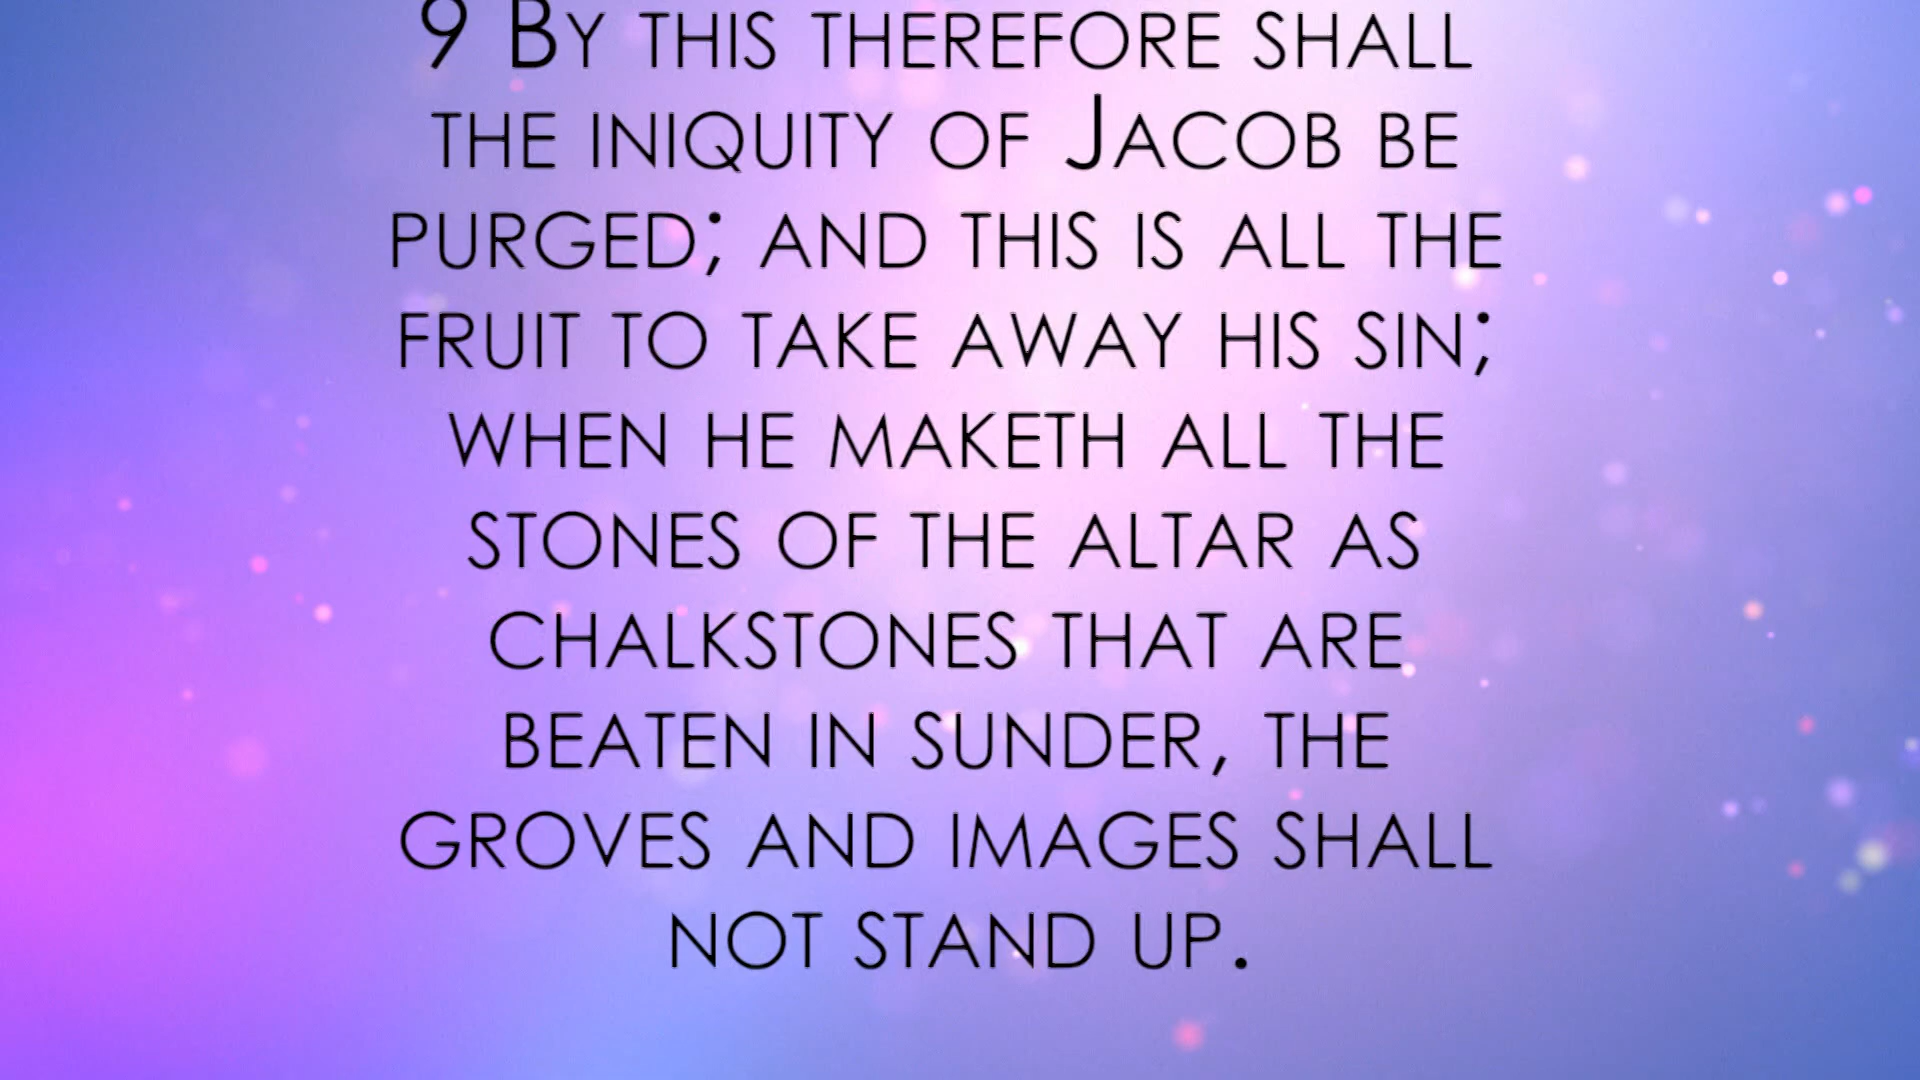 9 By this therefore shall
the iniquity of Jacob be
purged; and this is all the
fruit to take away his sin;
when he maketh all the
stones of the altar as
chalkstones that are
beaten in sunder, the
groves and images shall
not stand up.